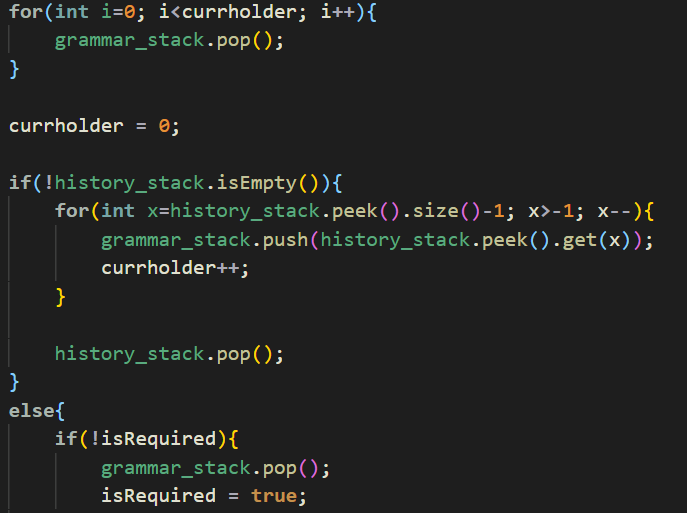 for(int i=0; i<currholder; i++){
    grammar_stack.pop();
}

currholder = 0;

if(!history_stack.isEmpty()){
    for(int x=history_stack.peek().size()-1; x>-1; x--){
        grammar_stack.push(history_stack.peek().get(x));
        currholder++;
    }

    history_stack.pop();
}
else{
    if(!isRequired){
        grammar_stack.pop();
        isRequired = true;